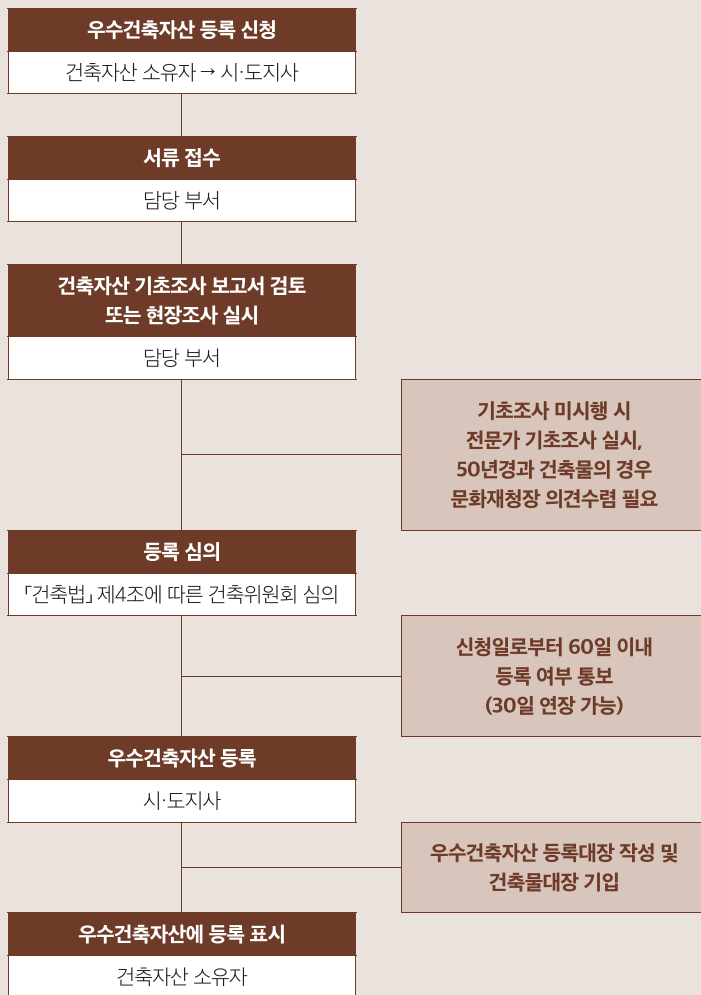 우수건축자산 등록 신청
건축자산 소유자 → 시·도지사
서류 접수
담당 부서
건축자산 기초조사 보고서 검토
또는 현장조사 실시
담당 부서
기초조사 미시행 시
전문가 기초조사 실시,
50년경과 건축물의 경우
문화재청장 의견수렴 필요
등록 심의
「건축법」 제4조에 따른 건축위원회 심의
신청일로부터 60일 이내
등록 여부 통보
(30일 연장 가능)
우수건축자산 등록
시·도지사
우수건축자산 등록대장 작성 및
건축물대장 기입
우수건축자산에 등록 표시
건축자산 소유자